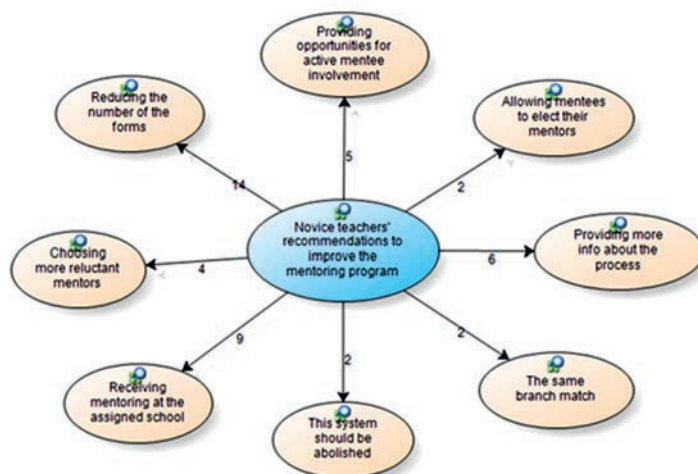 Providing
opportunities for
active mentee
involvement
Reducing the
number of the
forms
Allowing mentees
to elect their
mentors
14
5
2
Novice teachers'
recommendations to
improve the
mentoring program
Choosing
more reluctant
mentors
4
6
Providing more
info about the
process
9
2
2
Receiving
mentoring at the
assigned school
This system
should be
abolished
The same
branch match